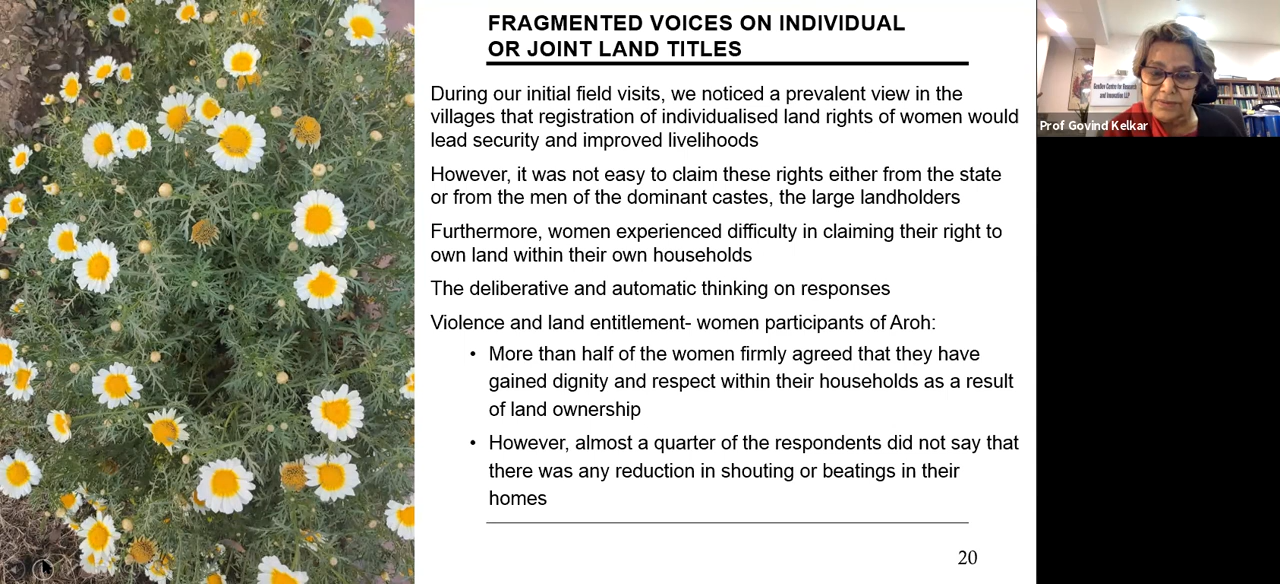 FRAGMENTED VOICES ON INDIVIDUAL
OR JOINT LAND TITLES
During our initial field visits, we noticed a prevalent view in the
villages that registration of individualised land rights of women would
lead security and improved livelihoods
However, it was not easy to claim these rights either from the state
or from the men of the dominant castes, the large landholders
Furthermore, women experienced difficulty in claiming their right to
own land within their own households
The deliberative and automatic thinking on responses
Violence and land entitlement- women participants of Aroh:
• More than half of the women firmly agreed that they have
gained dignity and respect within their households as a result
of land ownership
• However, almost a quarter of the respondents did not say that
there was any reduction in shouting or beatings in their
homes
20
GenDev Centre for Research
and Innovation LLP
Prof Govind Kelkar